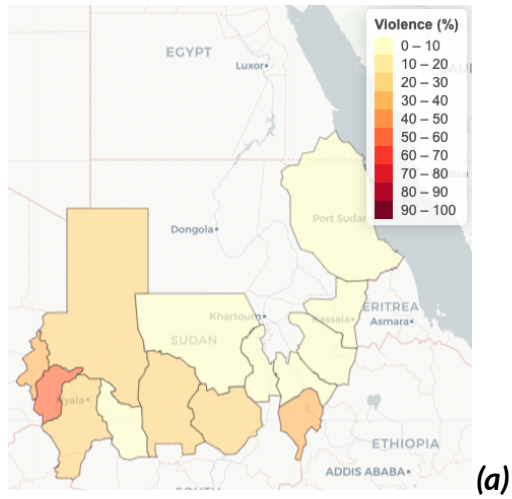 Violence (%)
0 – 10
10 – 20
20 – 30
30 – 40
40 – 50
50 – 60
60 – 70
70 – 80
80 – 90
90 – 100
EGYPT
Luxor
Port Sudan
Dongola
Khartoum
Kassala
ERITREA
Asmara
SUDAN
Nyala
ETHIOPIA
ADDIS ABABA
(a)